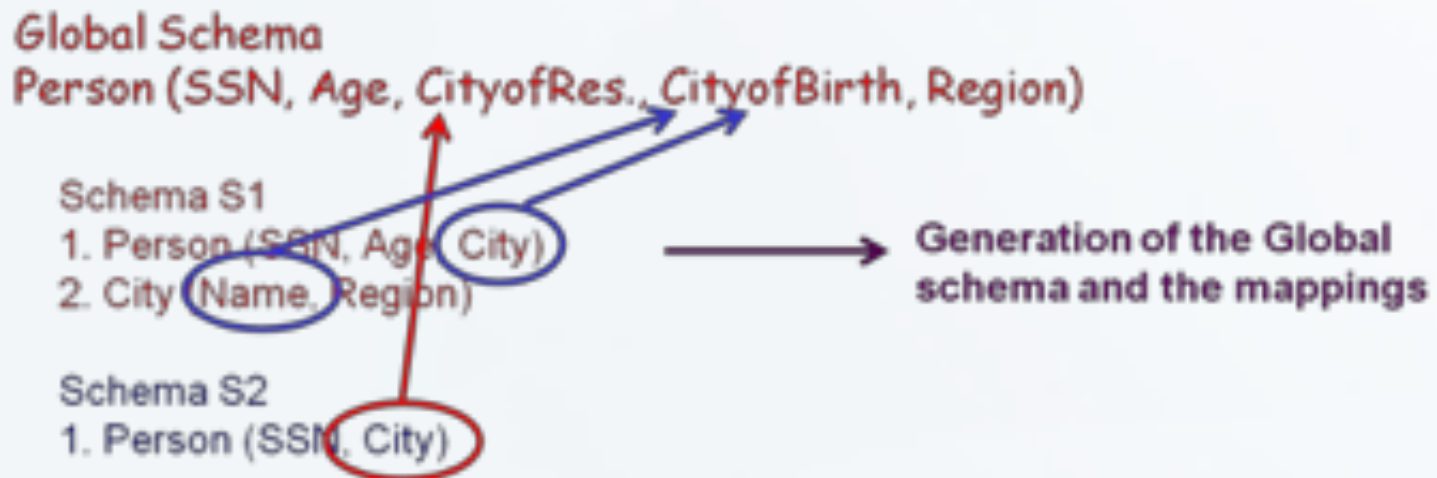 Global Schema
Person (SSN, Age, CityofRes., CityofBirth, Region)
Schema S1
1. Person (SSN, Age, City)
2. City (Name, Region)
Generation of the Global
schema and the mappings
Schema S2
1. Person (SSN, City)